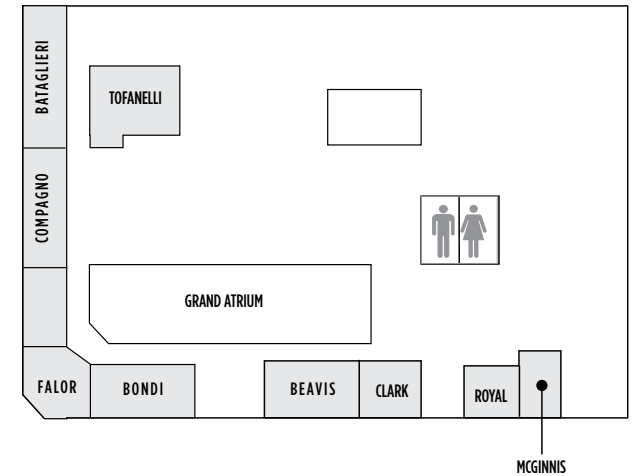 BATAGLIERI
TOFANELLI
COMPAGNO
GRAND ATRIUM
FALOR
BONDI
BEAVIS
CLARK
ROYAL
MCGINNIS